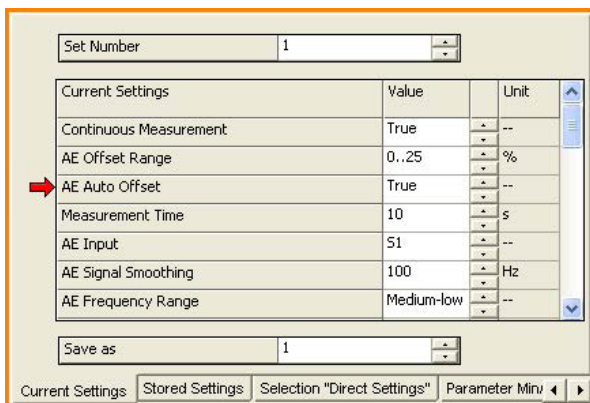 Set Number 1
Current Settings Value Unit
Continuous Measurement True --
AE Offset Range 0..25 %
AE Auto Offset True --
Measurement Time 10 s
AE Input S1 --
AE Signal Smoothing 100 Hz
AE Frequency Range Medium-low --
Save as 1
Current Settings Stored Settings Selection "Direct Settings" Parameter Min/